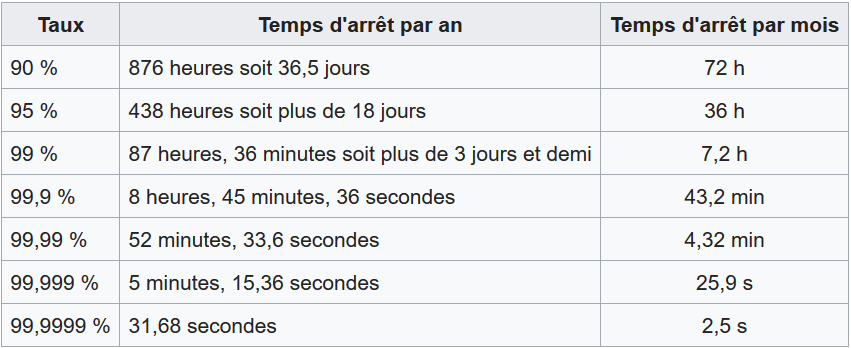 Taux Temps d'arrêt par an Temps d'arrêt par mois
90 % 876 heures soit 36,5 jours 72 h
95 % 438 heures soit plus de 18 jours 36 h
99 % 87 heures, 36 minutes soit plus de 3 jours et demi 7,2 h
99,9 % 8 heures, 45 minutes, 36 secondes 43,2 min
99,99 % 52 minutes, 33,6 secondes 4,32 min
99,999 % 5 minutes, 15,36 secondes 25,9 s
99,9999 % 31,68 secondes 2,5 s